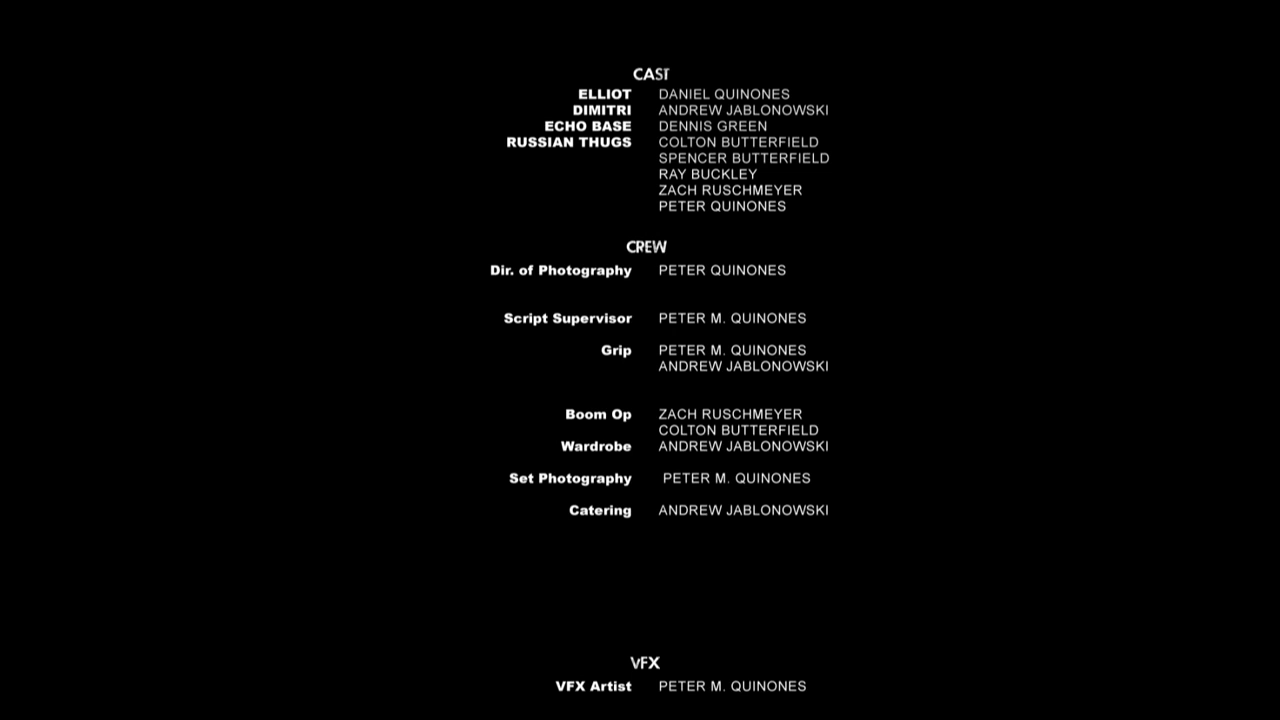 CAST
ELLIOT DANIEL QUINONES
DIMITRI ANDREW JABLONOWSKI
ECHO BASE DENNIS GREEN
RUSSIAN THUGS COLTON BUTTERFIELD
SPENCER BUTTERFIELD
RAY BUCKLEY
ZACH RUSCHMEYER
PETER QUINONES
CREW
Dir. of Photography PETER QUINONES
Script Supervisor PETER M. QUINONES
Grip PETER M. QUINONES
ANDREW JABLONOWSKI
Boom Op ZACH RUSCHMEYER
COLTON BUTTERFIELD
Wardrobe ANDREW JABLONOWSKI
Set Photography PETER M. QUINONES
Catering ANDREW JABLONOWSKI
VFX
VFX Artist PETER M. QUINONES